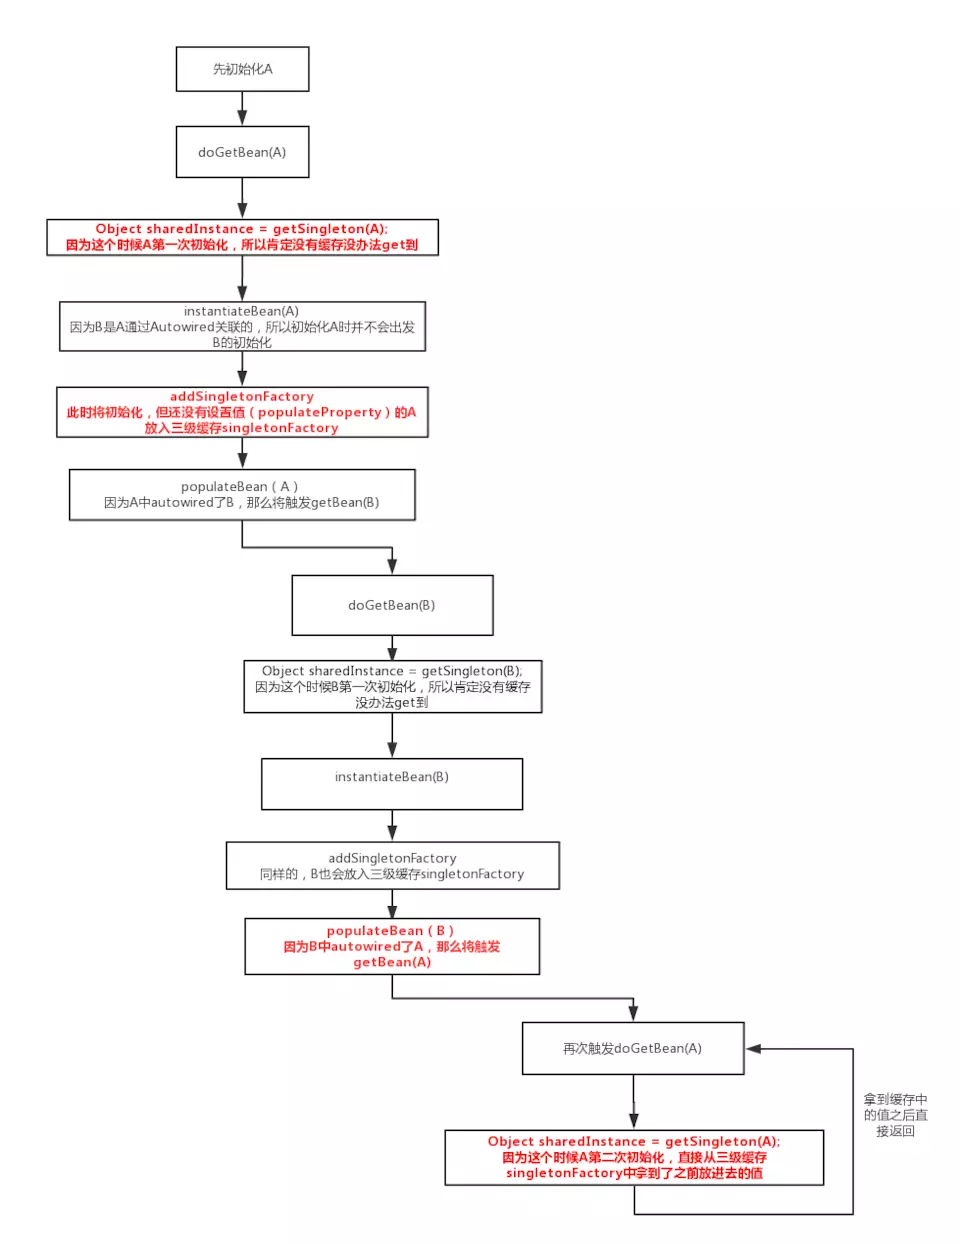 先初始化A
doGetBean(A)
Object sharedInstance = getSingleton(A);
因为这个时候A第一次初始化，所以肯定没有缓存没办法get到
instantiateBean(A)
因为B是A通过Autowired关联的，所以初始化A时并不会出发
B的初始化
addSingletonFactory
此时将初始化，但还没有设置值（populateProperty）的A
放入三级缓存singletonFactory
populateBean（A）
因为A中autowired了B，那么将触发getBean(B)
doGetBean(B)
Object sharedInstance = getSingleton(B);
因为这个时候B第一次初始化，所以肯定没有缓存
没办法get到
instantiateBean(B)
addSingletonFactory
同样的，B也会放入三级缓存singletonFactory
populateBean（B）
因为B中autowired了A，那么将触发
getBean(A)
再次触发doGetBean(A)
拿到缓存中
的值之后直
接返回
Object sharedInstance = getSingleton(A);
因为这个时候A第二次初始化，直接从三级缓存
singletonFactory中拿到了之前放进去的值